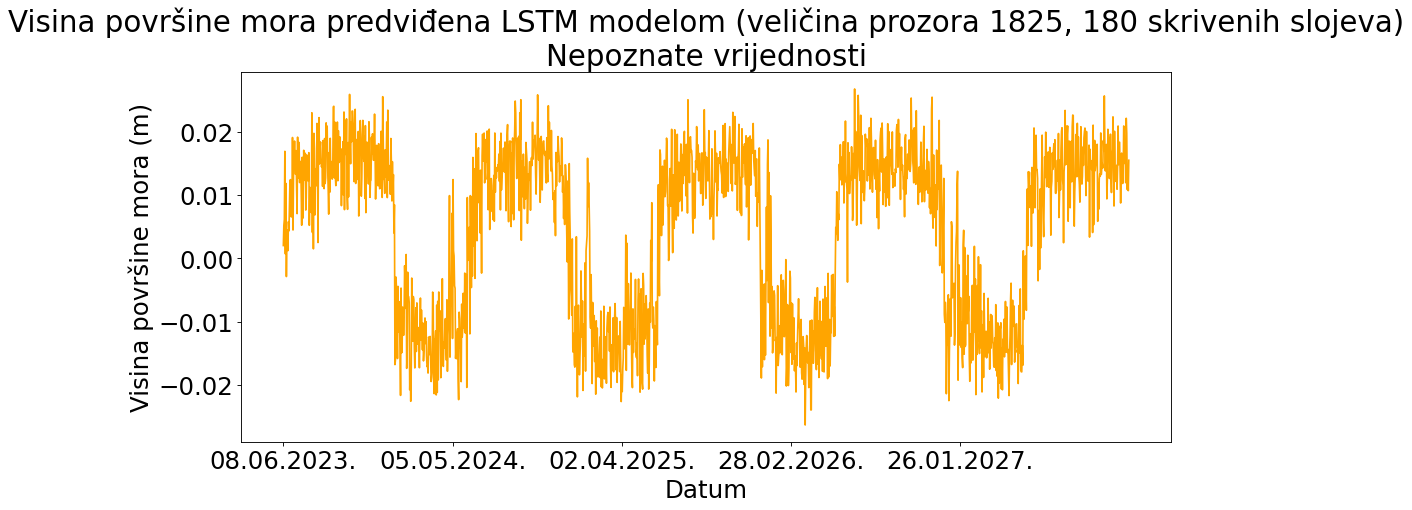 Visina površine mora predviđena LSTM modelom (veličina prozora 1825, 180 skrivenih slojeva)
Nepoznate vrijednosti
Visina površine mora (m)
0.02
0.01
0.00
−0.01
−0.02
08.06.2023. 05.05.2024. 02.04.2025. 28.02.2026. 26.01.2027.
Datum